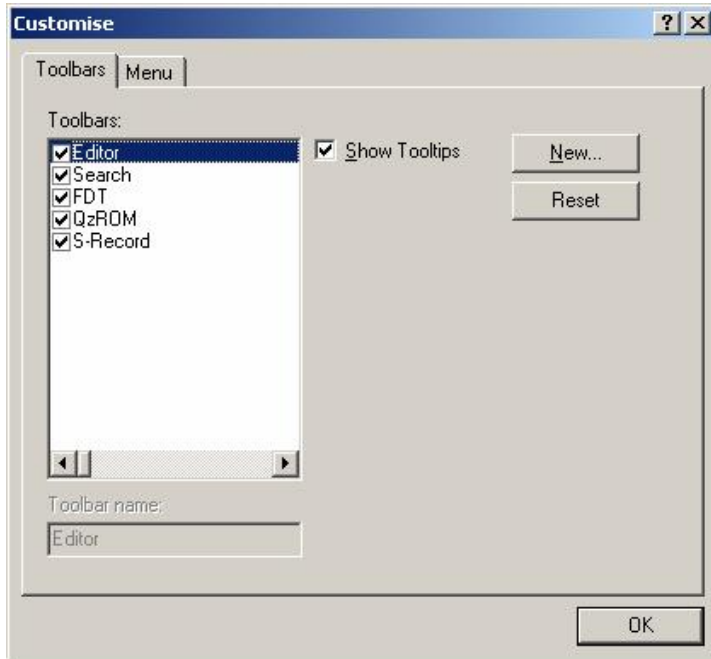 Customise
Toolbars Menu
Toolbars:
Editor
Search
FDT
QzROM
S-Record
Show Tooltips
New...
Reset
Toolbar name:
Editor
OK